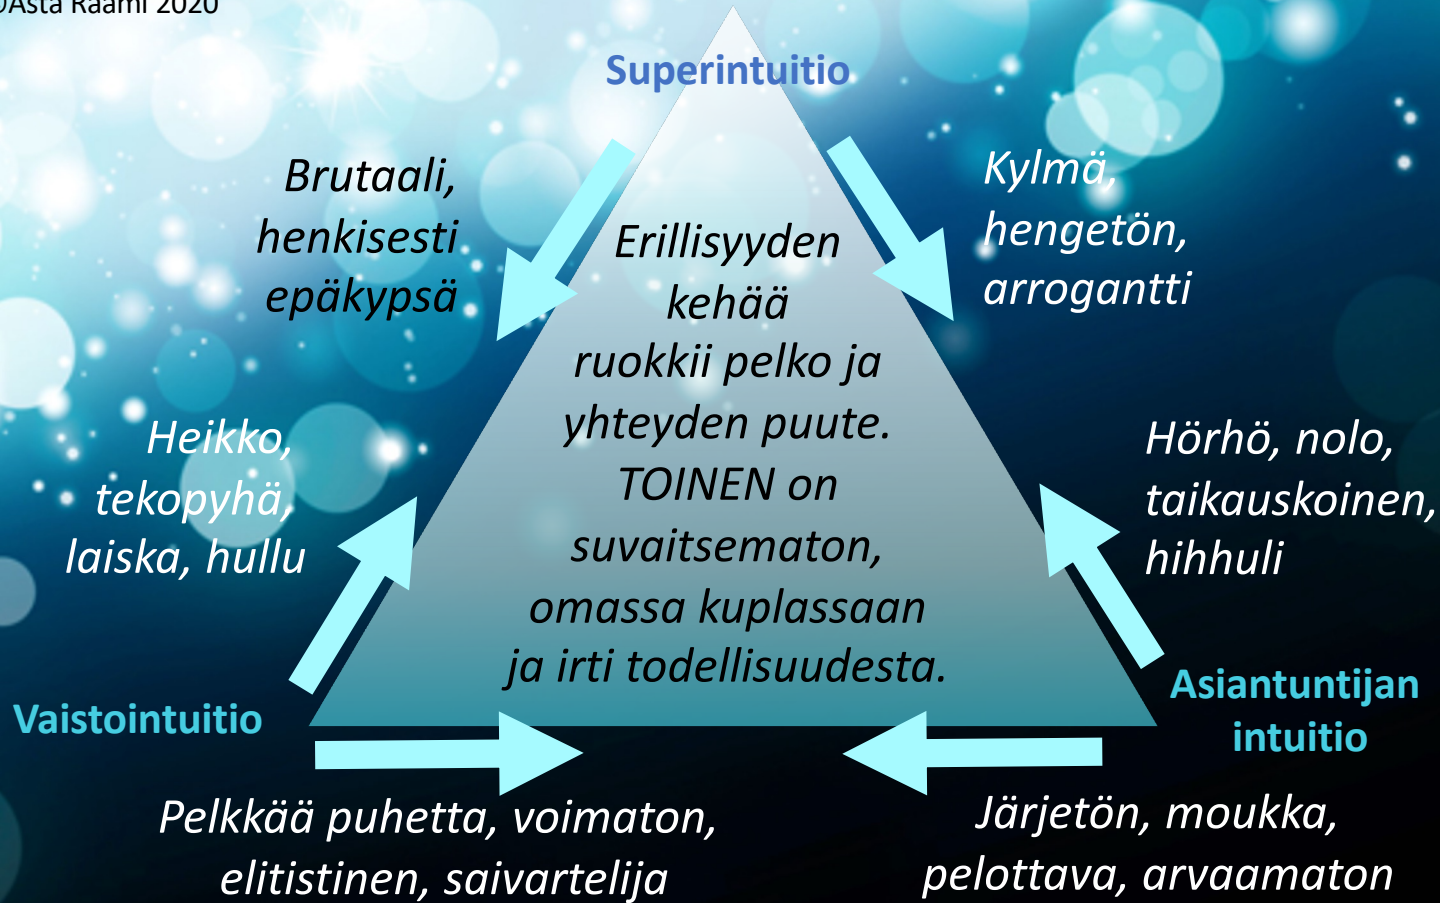 ©Asta Raami 2020
Superintuitio
Brutaali,
henkisesti
epäkypsä
Kylmä,
hengetön,
arrogantti
Erillisyyden
kehää
ruokkii pelko ja
yhteyden puute.
TOINEN on
suvaitsematon,
omassa kuplassaan
ja irti todellisuudesta.
Heikko,
tekopyhä,
laiska, hullu
Hörhö, nolo,
taikauskoinen,
hihhuli
Vaistointuitio
Asiantuntijan
intuitio
Pelkkää puhetta, voimaton,
elitistinen, saivartelija
Järjetön, moukka,
pelottava, arvaamaton